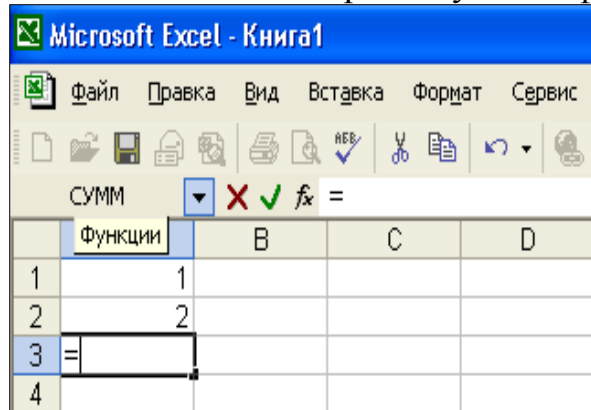 Microsoft Excel - Книга1
Файл Правка Вид Вставка Формат Сервис
СУММ fx =
Функции B C D
1 1
2 2
3 =
4